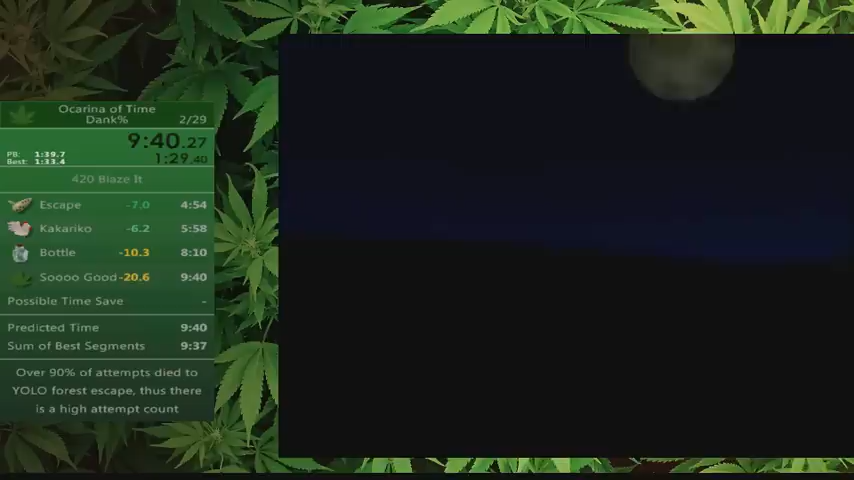 Ocarina of Time
Dank% 2/29
9:40.27
PB: 1:39.7
Best: 1:33.4
1:29.40
420 Blaze It
Escape -7.0 4:54
Kakariko -6.2 5:58
Bottle -10.3 8:10
Soooo Good -20.6 9:40
Possible Time Save -
Predicted Time 9:40
Sum of Best Segments 9:37
Over 90% of attempts died to
YOLO forest escape, thus there
is a high attempt count